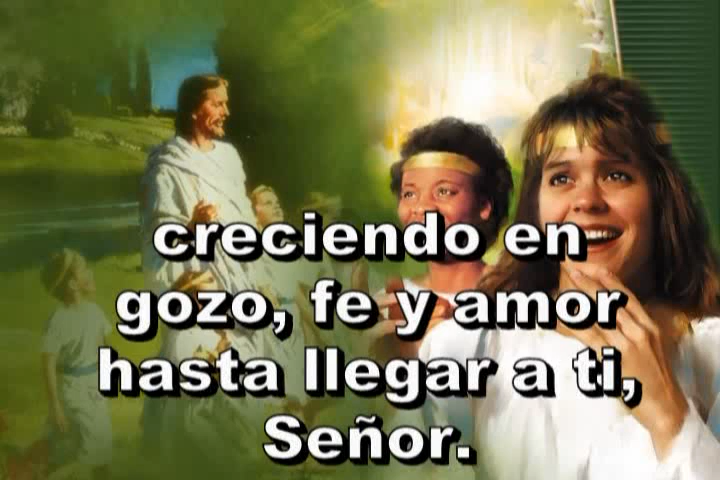 creciendo en
gozo, fe y amor
hasta llegar a ti,
Señor.